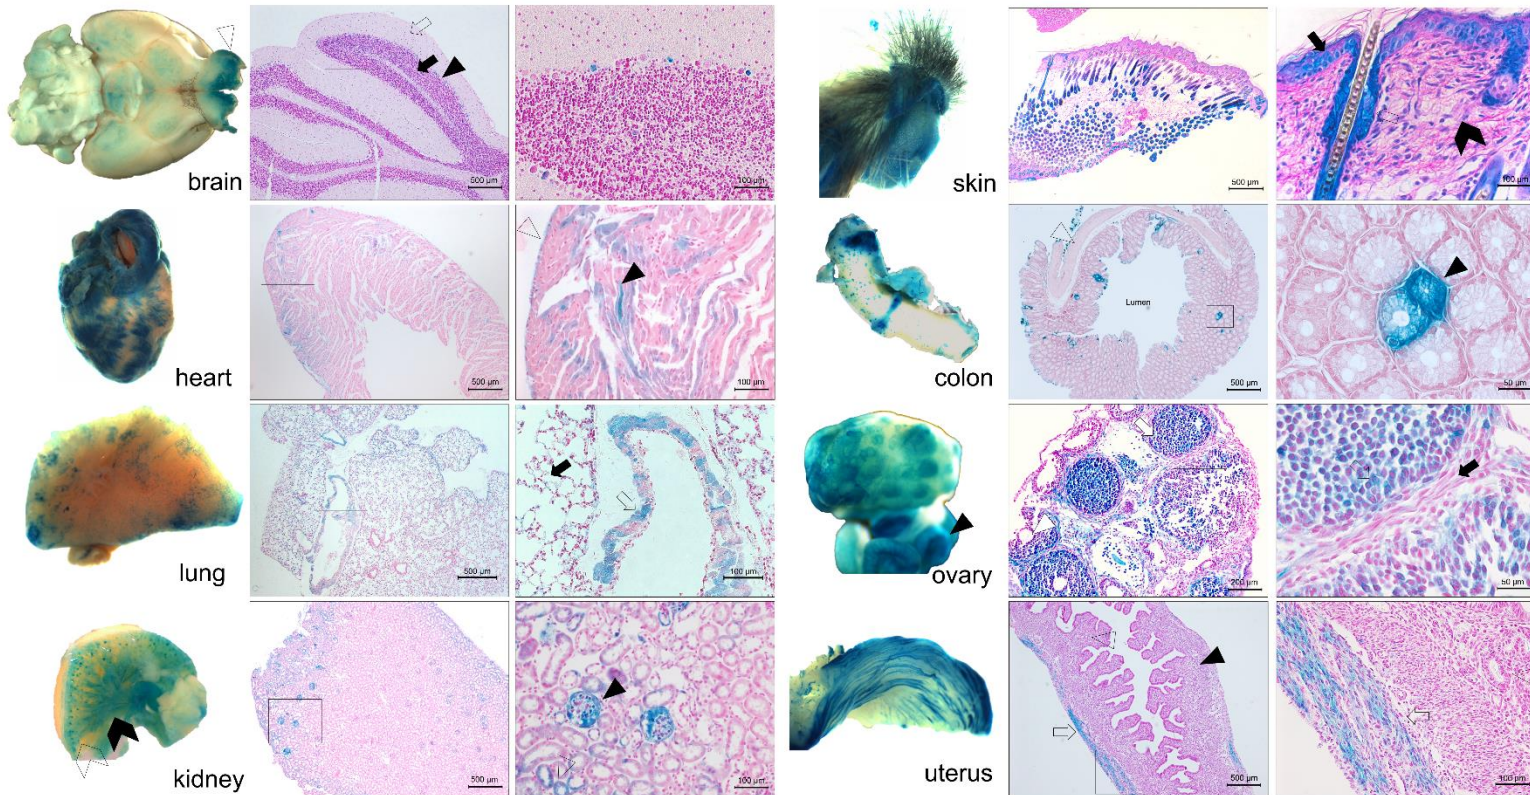 brain
500 µm
100 µm
skin
500 µm
100 µm
heart
500 µm
100 µm
colon
Lumen
500 µm
50 µm
lung
500 µm
100 µm
ovary
200 µm
50 µm
kidney
500 µm
100 µm
uterus
500 µm
100 µm